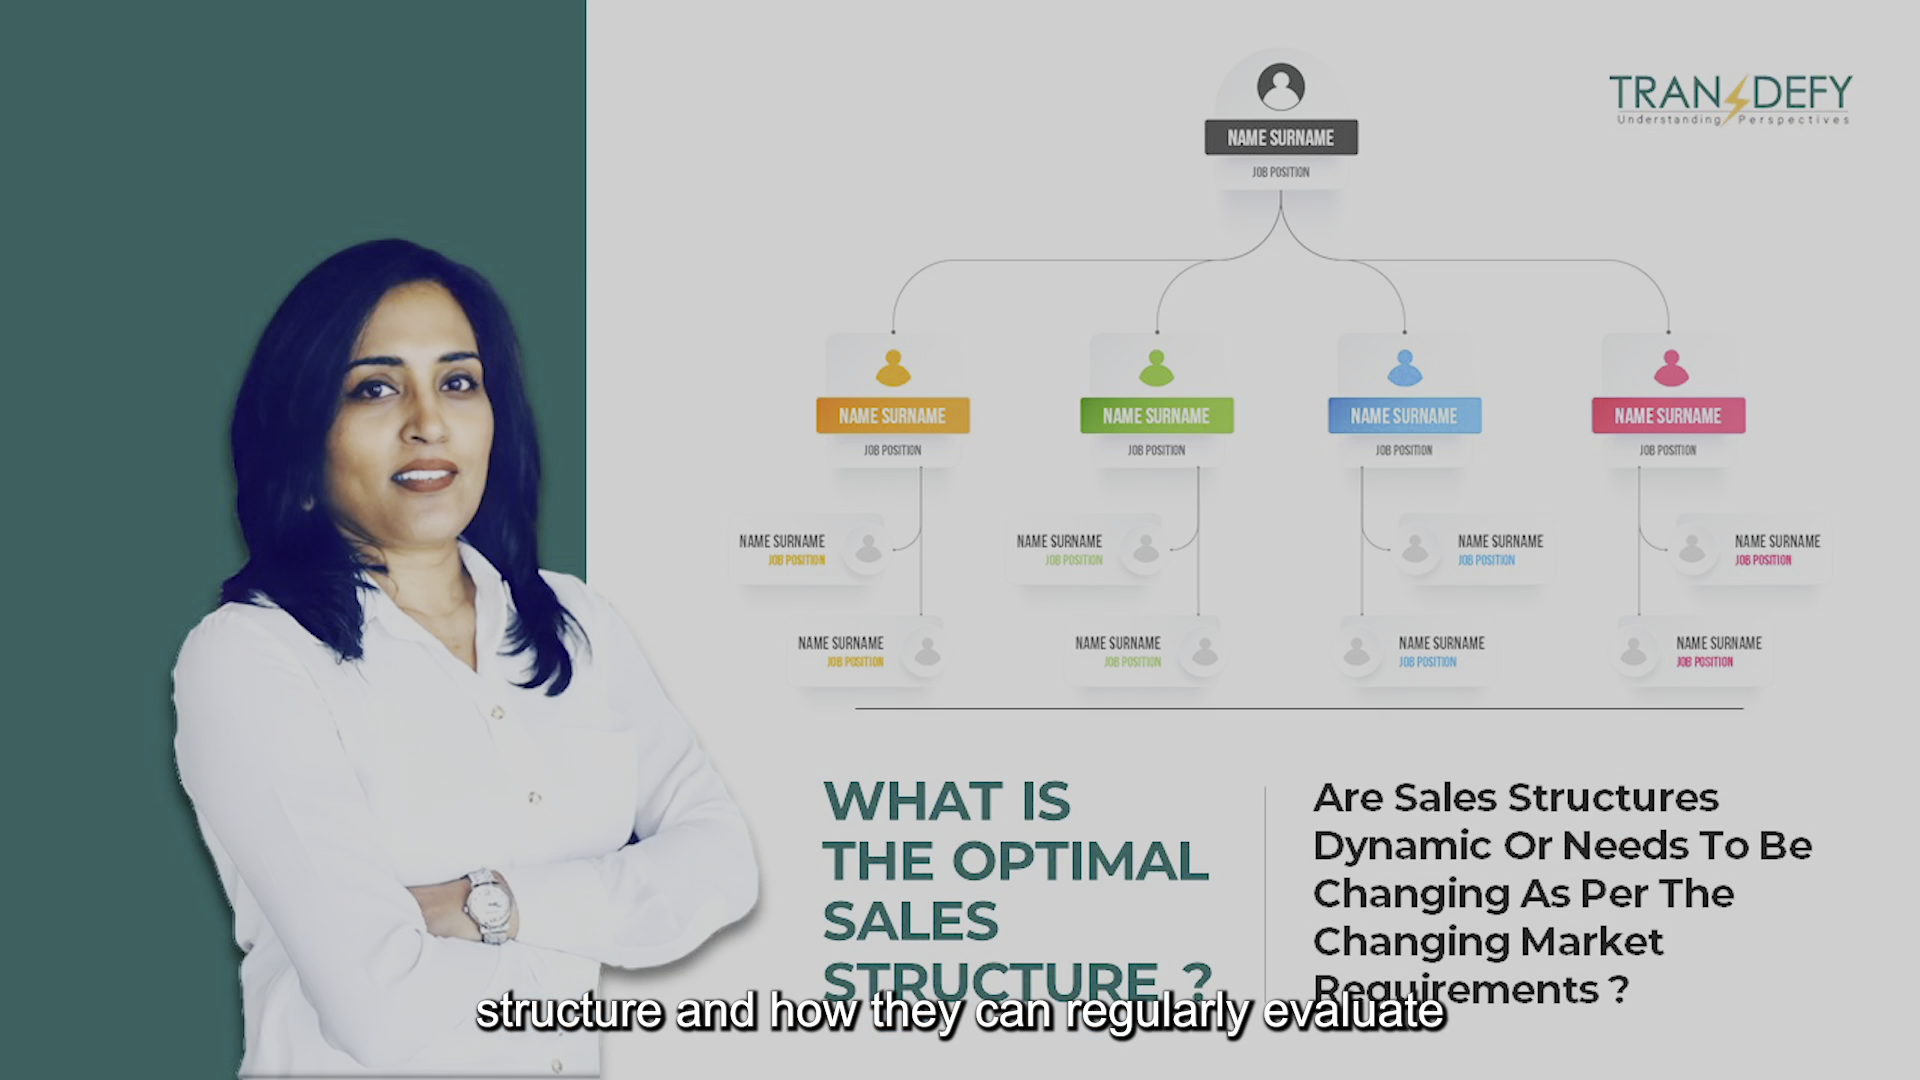 TRANSDEFY
Understanding Perspectives
NAME SURNAME
JOB POSITION
NAME SURNAME
JOB POSITION
NAME SURNAME
JOB POSITION
NAME SURNAME
JOB POSITION
NAME SURNAME
JOB POSITION
NAME SURNAME
JOB POSITION
NAME SURNAME
JOB POSITION
NAME SURNAME
JOB POSITION
NAME SURNAME
JOB POSITION
NAME SURNAME
JOB POSITION
NAME SURNAME
JOB POSITION
NAME SURNAME
JOB POSITION
NAME SURNAME
JOB POSITION
WHAT IS
THE OPTIMAL
SALES
STRUCTURE ?
Are Sales Structures
Dynamic Or Needs To Be
Changing As Per The
Changing Market
Requirements ?
structure and how they can regularly evaluate